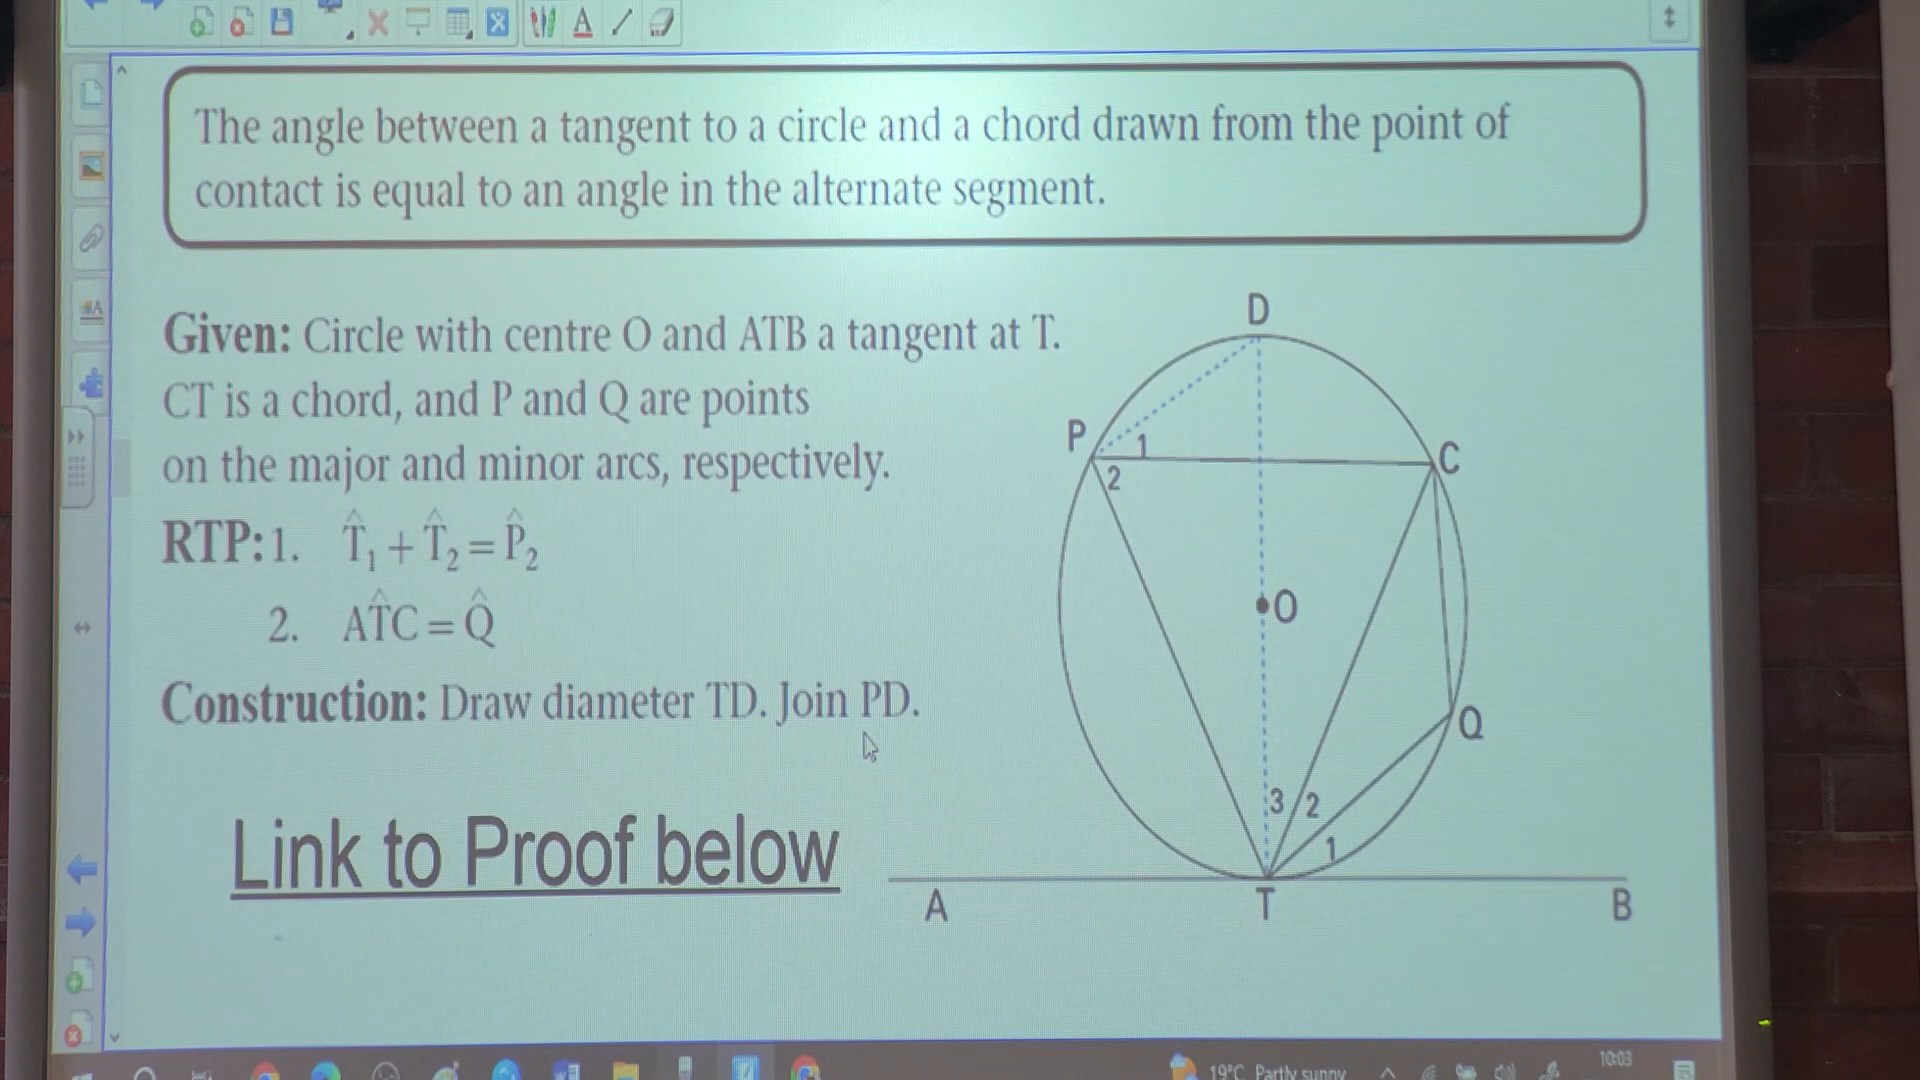 The angle between a tangent to a circle and a chord drawn from the point of
contact is equal to an angle in the alternate segment.
Given: Circle with centre O and ATB a tangent at T.
CT is a chord, and P and Q are points
on the major and minor arcs, respectively.
RTP: 1. T̂₁ + T̂₂ = P̂₂
2. AT̂C = Q̂
Construction: Draw diameter TD. Join PD.
Link to Proof below
D
P
1
C
2
O
Q
3
2
1
A
T
B
19°C Partly sunny
10:03